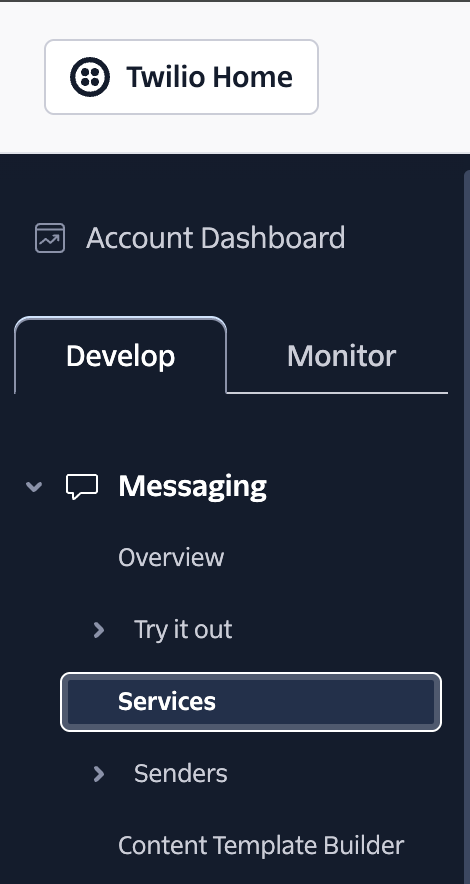 Twilio Home
Account Dashboard
Develop Monitor
Messaging
Overview
Try it out
Services
Senders
Content Template Builder